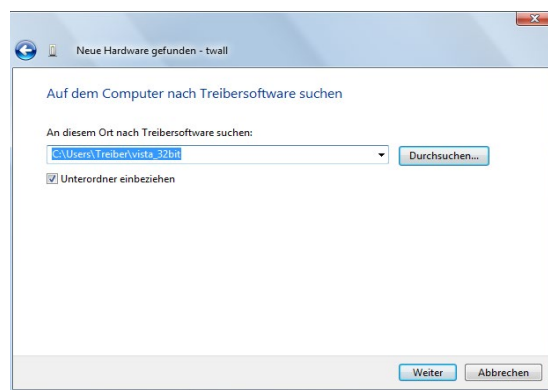 Neue Hardware gefunden - twall
Auf dem Computer nach Treibersoftware suchen
An diesem Ort nach Treibersoftware suchen:
C:\Users\Treiber\vista_32bit
Durchsuchen...
Unterordner einbeziehen
Weiter
Abbrechen